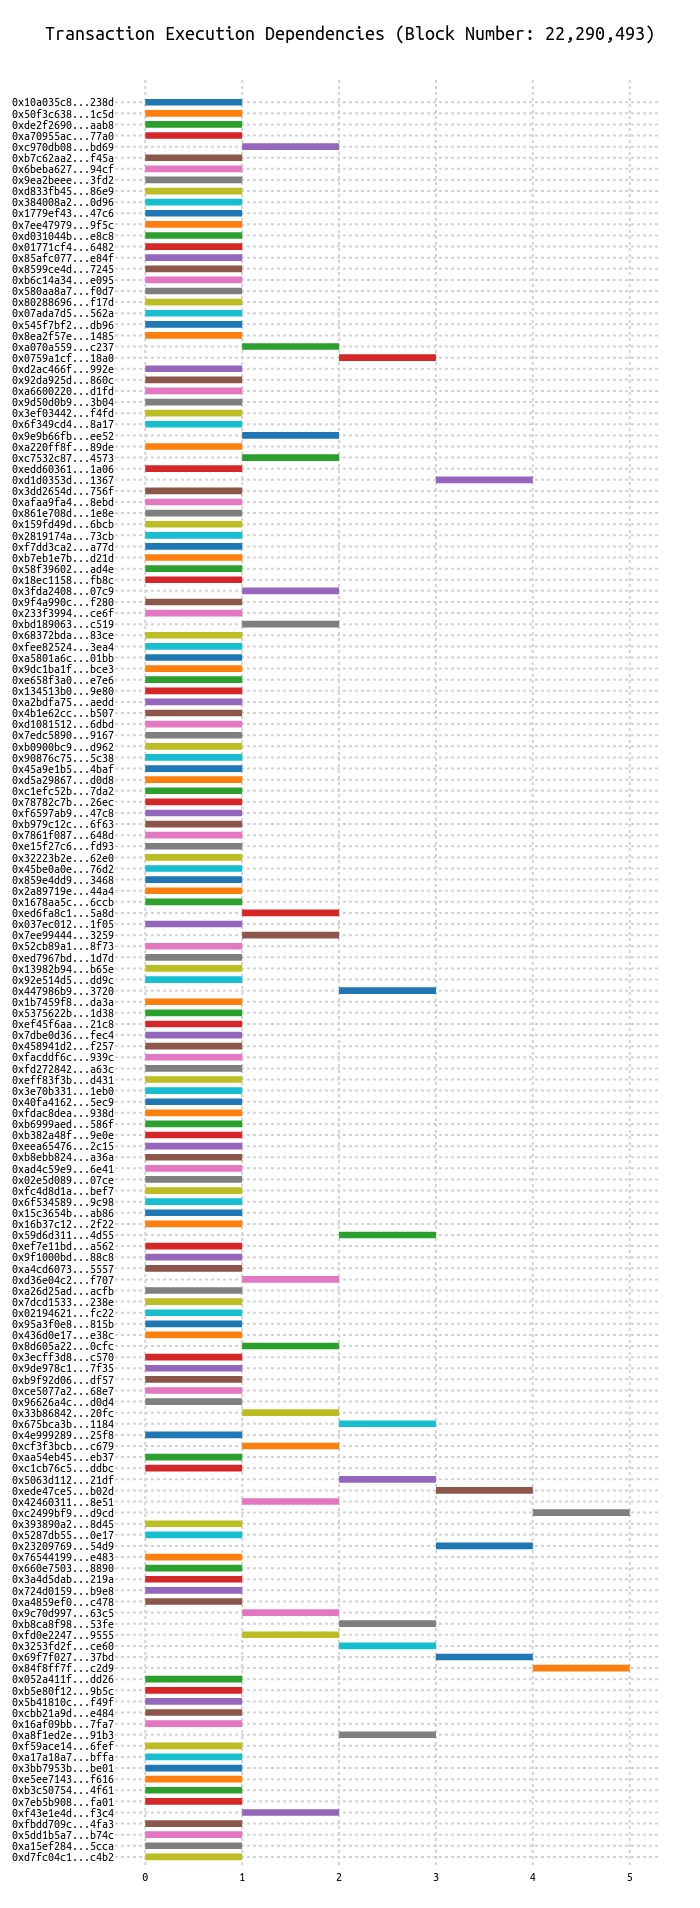 Transaction Execution Dependencies (Block Number: 22,290,493)
0x10a035c8...238d
0x50f3c638...1c5d
0xde2f2690...aab8
0xa70955ac...77a0
0xc970db08...bd69
0xb7c62aa2...f45a
0x6beba627...94cf
0x9ea2beee...3fd2
0xd833fb45...86e9
0x384008a2...0d96
0x1779ef43...47c6
0x7ee47979...9f5c
0xd031044b...e8c8
0x01771cf4...6482
0x85afc077...e84f
0x8599ce4d...7245
0xb6c14a34...e095
0x580aa8a7...f0d7
0x80288696...f17d
0x07ada7d5...562a
0x545f7bf2...db96
0x8ea2f57e...1485
0xa070a559...c237
0x0759a1cf...18a0
0xd2ac466f...992e
0x92da925d...860c
0xa6600220...d1fd
0x9d50d0b9...3b04
0x3ef03442...f4fd
0x6f349cd4...8a17
0x9e9b66fb...ee52
0xa220ff8f...89de
0xc7532c87...4573
0xedd60361...1a06
0xd1d0353d...1367
0x3dd2654d...756f
0xafaa9fa4...8ebd
0x861e708d...1e8e
0x159fd49d...6bcb
0x2819174a...73cb
0xf7dd3ca2...a77d
0xb7eb1e7b...d21d
0x58f39602...ad4e
0x18ec1158...fb8c
0x3fda2408...07c9
0x9f4a990c...f280
0x233f3994...ce6f
0xbd189063...c519
0x68372bda...83ce
0xfee82524...3ea4
0xa5801a6c...01bb
0x9dc1ba1f...bce3
0xe658f3a0...e7e6
0x134513b0...9e80
0xa2bdfa75...aedd
0x4b1e62cc...b507
0xd1081512...6dbd
0x7edc5890...9167
0xb0900bc9...d962
0x90876c75...5c38
0x45a9e1b5...4baf
0xd5a29867...d0d8
0xc1efc52b...7da2
0x78782c7b...26ec
0xf6597ab9...47c8
0xb979c12c...6f63
0x7861f087...648d
0xe15f27c6...fd93
0x32223b2e...62e0
0x45be0a0e...76d2
0x859e4dd9...3468
0x2a89719e...44a4
0x1678aa5c...6ccb
0xed6fa8c1...5a8d
0x037ec012...1f05
0x7ee99444...3259
0x52cb89a1...8f73
0xed7967bd...1d7d
0x13982b94...b65e
0x92e514d5...dd9c
0x447986b9...3720
0x1b7459f8...da3a
0x5375622b...1d38
0xef45f6aa...21c8
0x7dbe0d36...fec4
0x458941d2...f257
0xfacddf6c...939c
0xfd272842...a63c
0xeff83f3b...d431
0x3e70b331...1eb0
0x40fa4162...5ec9
0xfdac8dea...938d
0xb6999aed...586f
0xb382a48f...9e0e
0xeea65476...2c15
0xb8ebb824...a36a
0xad4c59e9...6e41
0x02e5d089...07ce
0xfc4d8d1a...bef7
0x6f534589...9c98
0x15c3654b...ab86
0x16b37c12...2f22
0x59d6d311...4d55
0xef7e11bd...a562
0x9f1000bd...88c8
0xa4cd6073...5557
0xd36e04c2...f707
0xa26d25ad...acfb
0x7dcd1533...238e
0x02194621...fc22
0x95a3f0e8...815b
0x436d0e17...e38c
0x8d605a22...0cfc
0x3ecff3d8...c570
0x9de978c1...7f35
0xb9f92d06...df57
0xce5077a2...68e7
0x96626a4c...d0d4
0x33b86842...20fc
0x675bca3b...1184
0x4e999289...25f8
0xcf3f3bcb...c679
0xaa54eb45...eb37
0xc1cb76c5...ddbc
0x5063d112...21df
0xede47ce5...b02d
0x42460311...8e51
0xc2499bf9...d9cd
0x393890a2...8d45
0x5287db55...0e17
0x23209769...54d9
0x76544199...e483
0x660e7503...8890
0x3a4d5dab...219a
0x724d0159...b9e8
0xa4859ef0...c478
0x9c70d997...63c5
0xb8ca8f98...53fe
0xfd0e2247...9555
0x3253fd2f...ce60
0x69f7f027...37bd
0x84f8ff7f...c2d9
0x052a411f...dd26
0xb5e80f12...9b5c
0x5b41810c...f49f
0xcbb21a9d...e484
0x16af09bb...7fa7
0xa8f1ed2e...91b3
0xf59ace14...6fef
0xa17a18a7...bffa
0x3bb7953b...be01
0xe5ee7143...f616
0xb3c50754...4f61
0x7eb5b908...fa01
0xf43e1e4d...f3c4
0xfbdd709c...4fa3
0x5dd1b5a7...b74c
0xa15ef284...5cca
0xd7fc04c1...c4b2
0 1 2 3 4 5